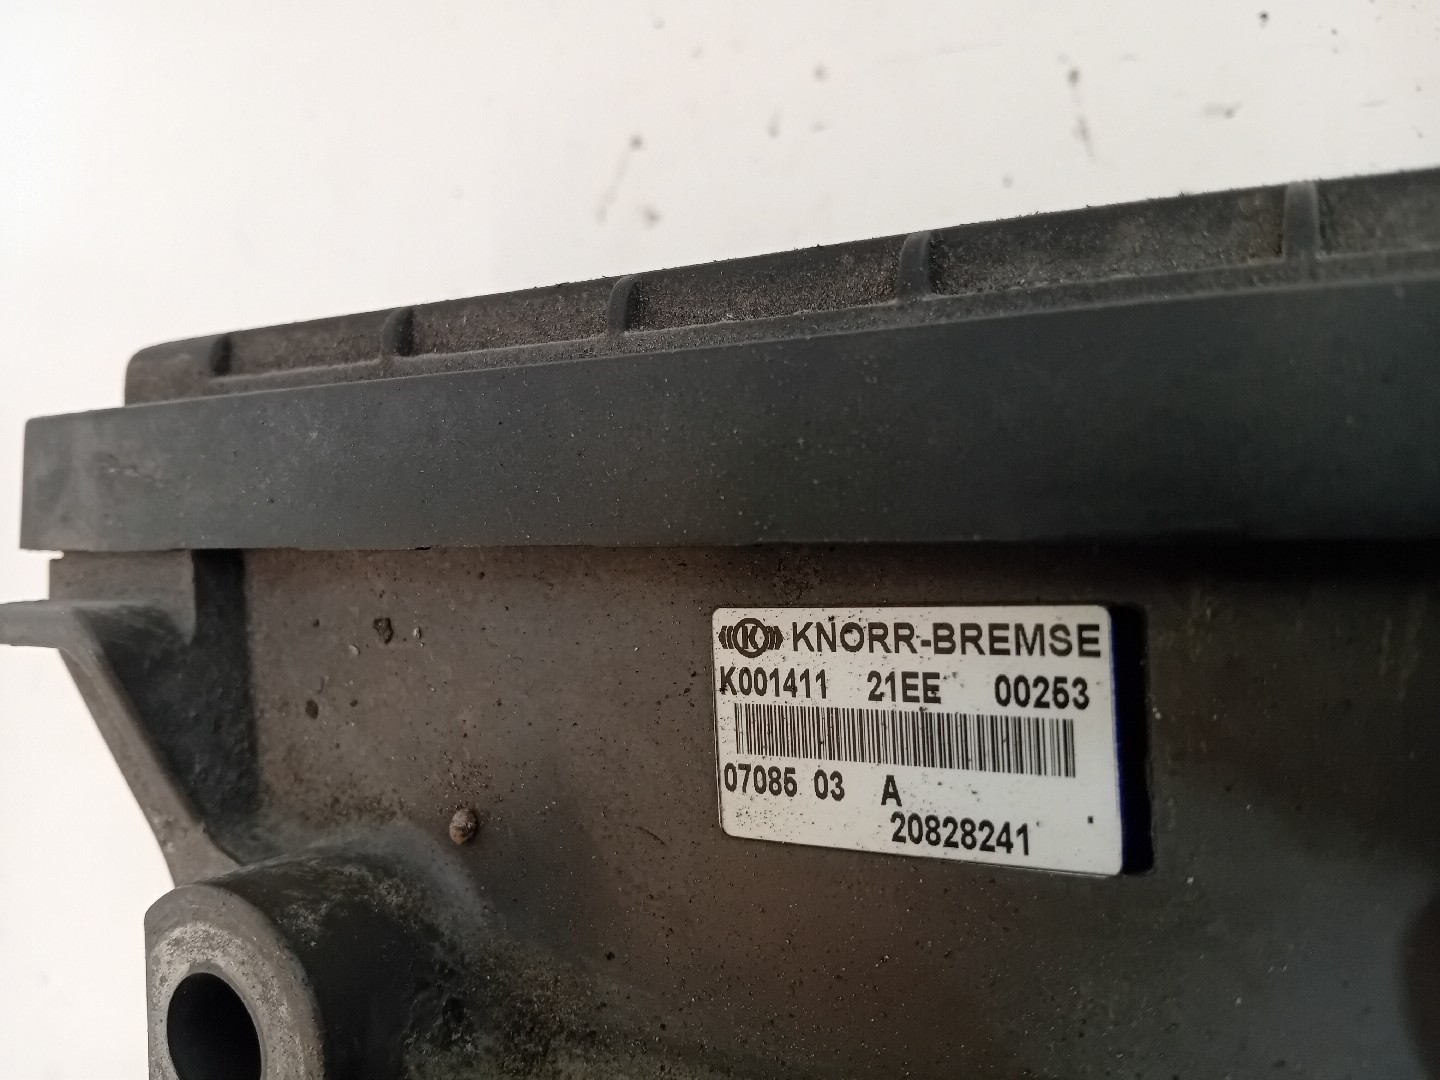 K KNORR-BREMSE
K001411 21EE 00253
07085 03 A
20828241